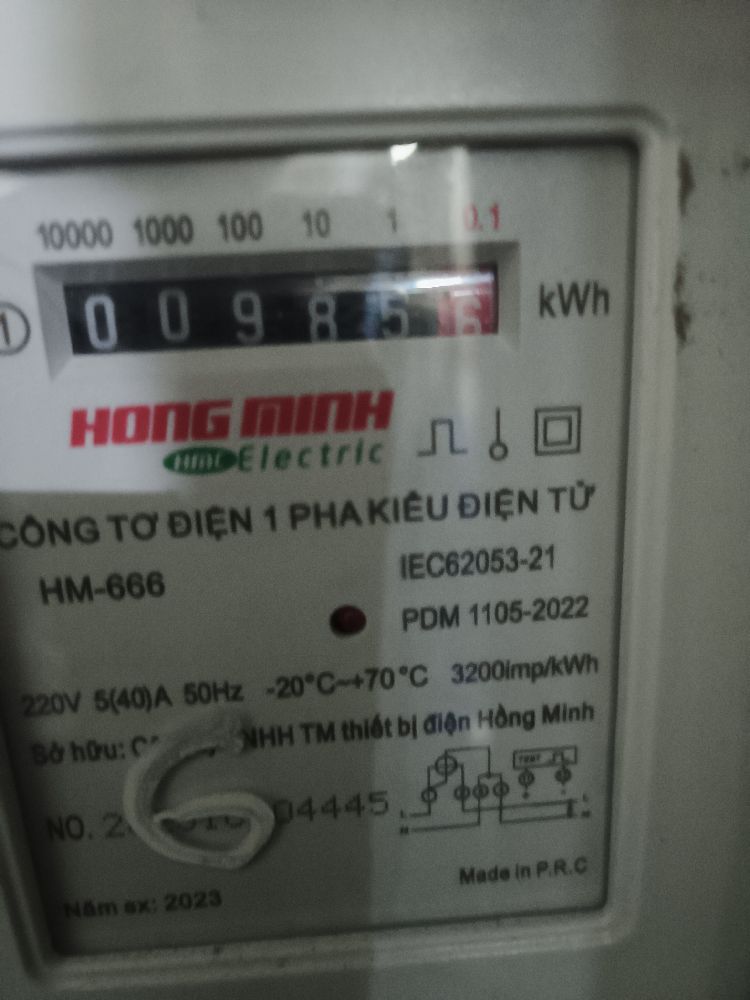 10000 1000 100 10 1 0.1
1
0 0 9 8 5 6
kWh
HONG MINH
HMC Electric
CÔNG TƠ ĐIỆN 1 PHA KIỂU ĐIỆN TỬ
HM-666
IEC62053-21
PDM 1105-2022
220V 5(40)A 50Hz -20°C~+70°C 3200imp/kWh
Sở hữu: NHH TM thiết bị điện Hồng Minh
NO. 04445
6
Made in P.R.C
Năm sx: 2023